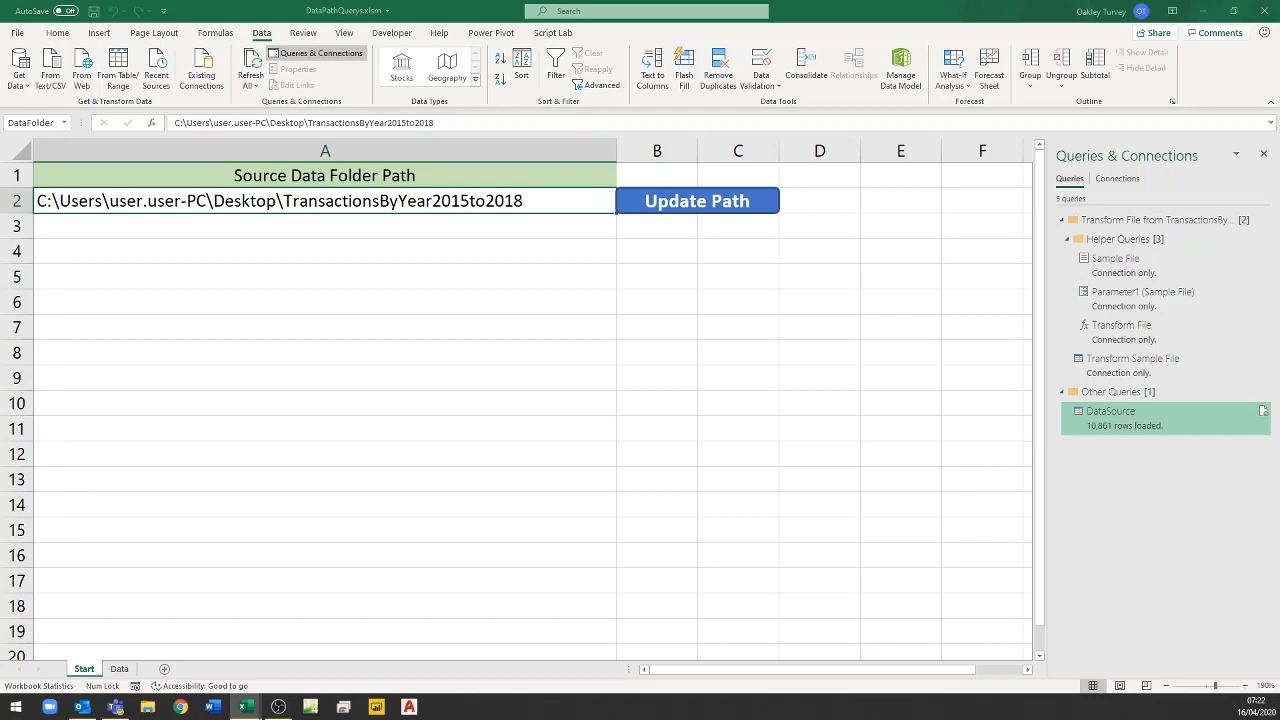 AutoSave Off DataPathQuerys.xlsm Search Oakley Turvey OT
File Home Insert Page Layout Formulas Data Review View Developer Help Power Pivot Script Lab Share Comments
Get Data
From Text/CSV
From Web
From Table/ Range
Recent Sources
Existing Connections
Get & Transform Data
Refresh All
Queries & Connections
Properties
Edit Links
Queries & Connections
Stocks
Geography
Data Types
Sort
Filter
Clear
Reapply
Advanced
Sort & Filter
Text to Columns
Flash Fill
Remove Duplicates
Data Validation
Consolidate
Relationships
Manage Data Model
Data Tools
What-If Analysis
Forecast Sheet
Forecast
Group
Ungroup
Subtotal
Show Detail
Hide Detail
Outline
DataFolder fx C:\Users\user.user-PC\Desktop\TransactionsByYear2015to2018
A B C D E F
1 Source Data Folder Path
2 C:\Users\user.user-PC\Desktop\TransactionsByYear2015to2018 Update Path
3
4
5
6
7
8
9
10
11
12
13
14
15
16
17
18
19
20
Queries & Connections
Queries Connections
5 queries
Transform File from TransactionsBy... [2]
Helper Queries [3]
Sample File
Connection only.
Parameter1 (Sample File)
Connection only.
fx Transform File
Connection only.
Transform Sample File
Connection only.
Other Queries [1]
DataSource
10,861 rows loaded.
Start Data
Workbook Statistics Num Lock Accessibility: Good to go 190%
07:22
16/04/2020